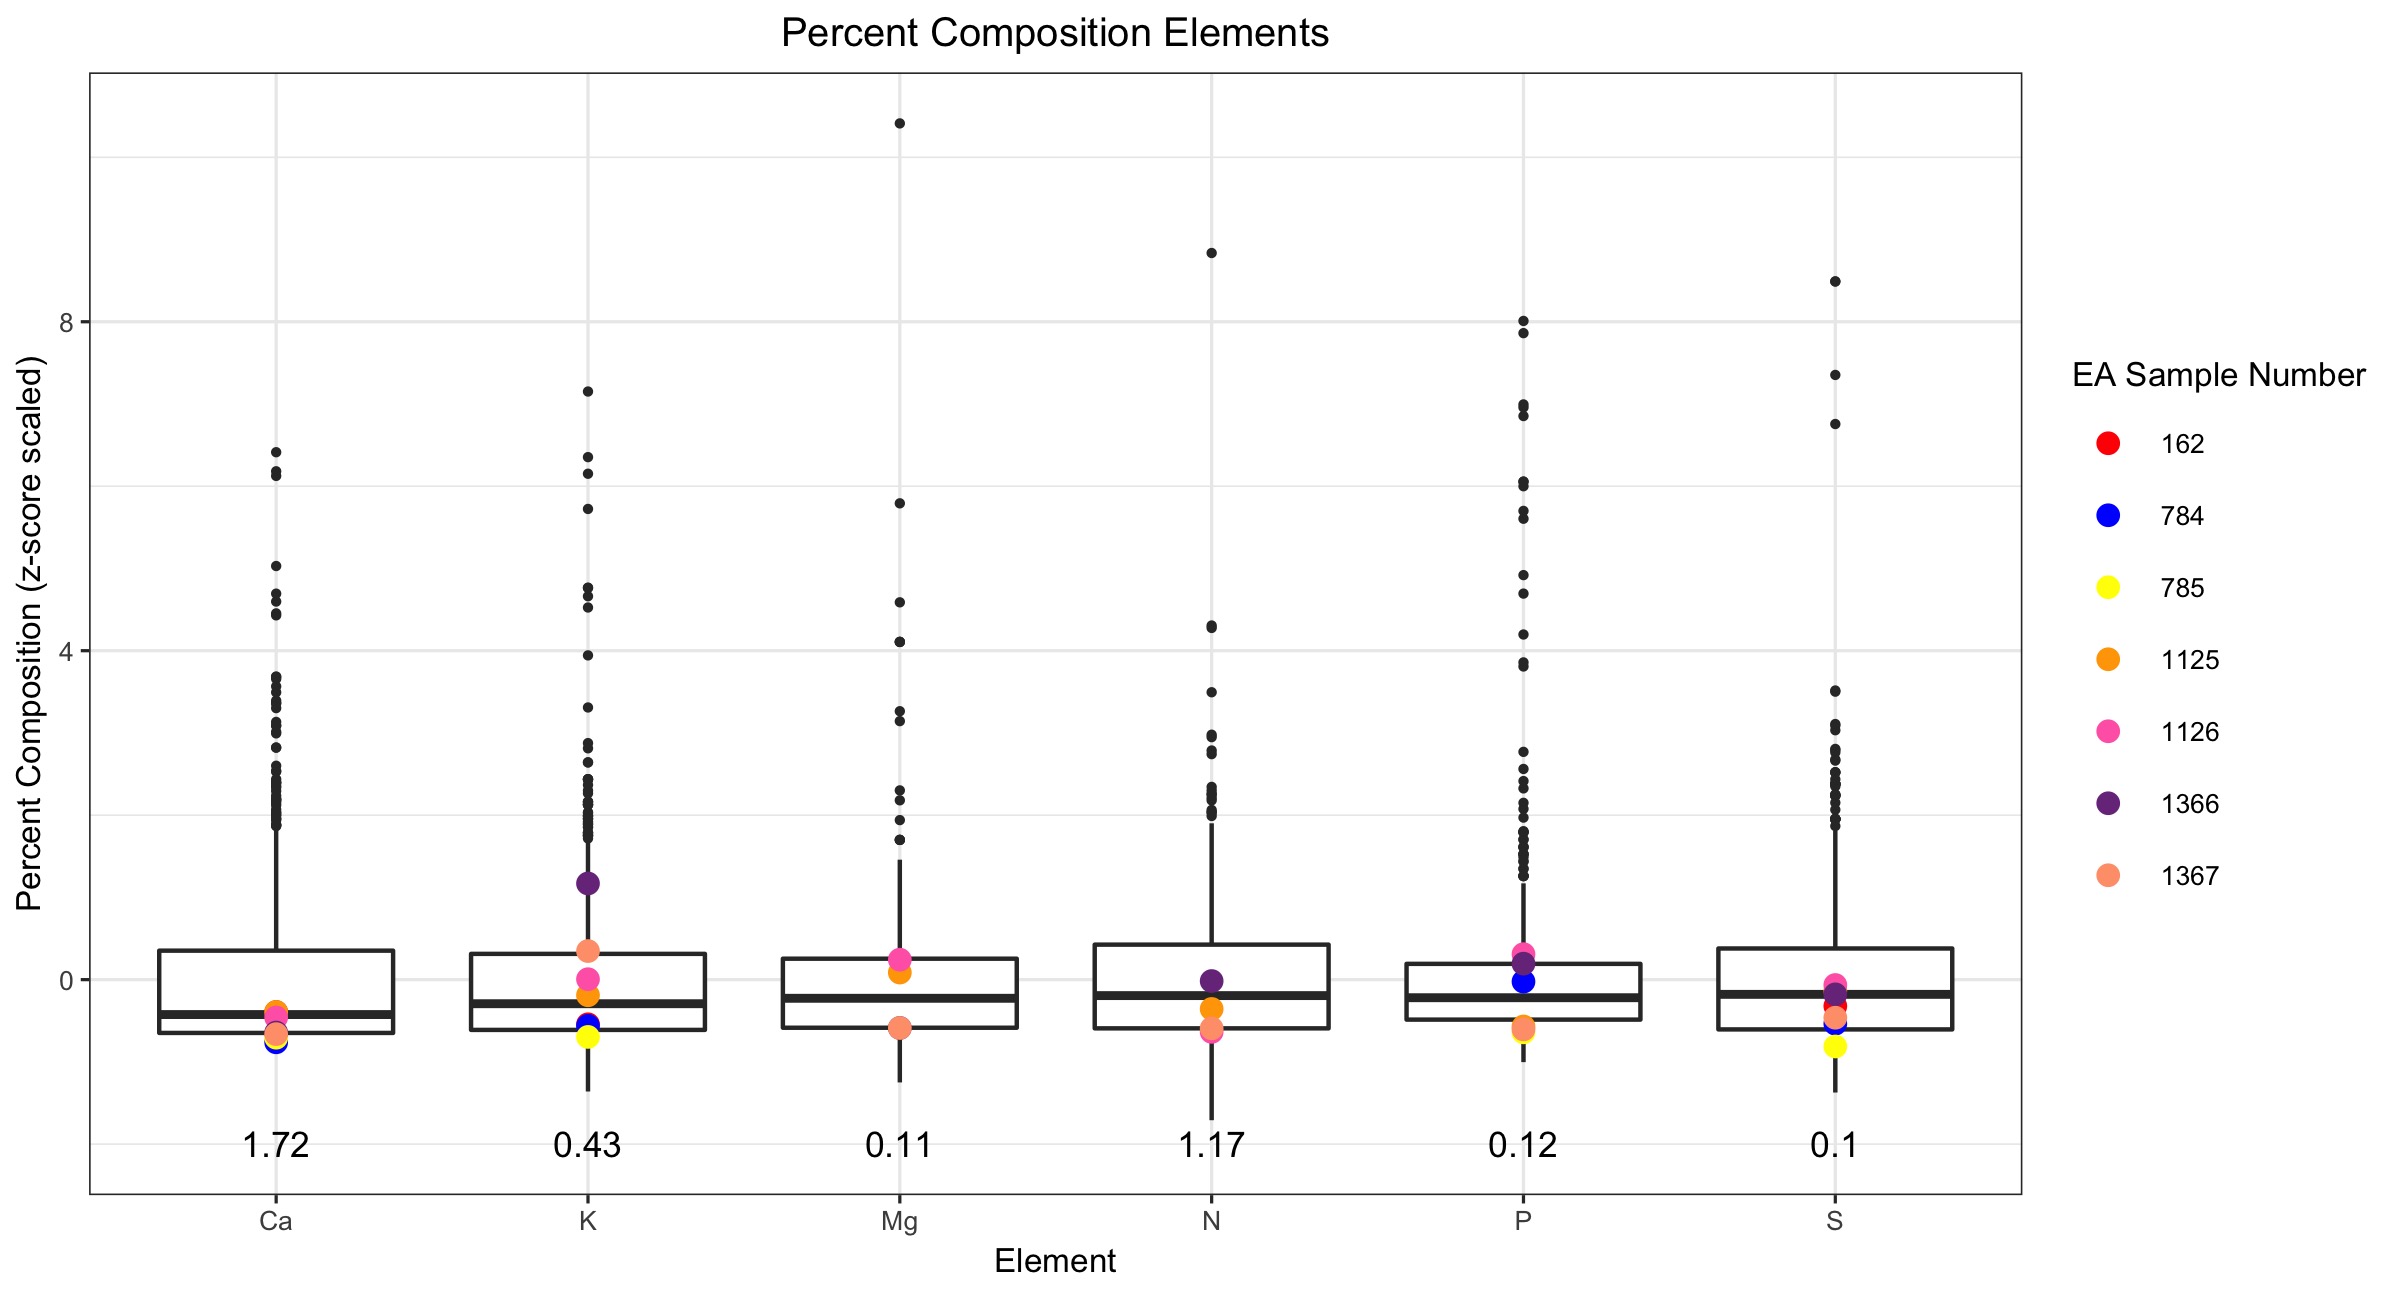 Percent Composition Elements
Percent Composition (z-score scaled)
8
4
0
1.72 0.43 0.11 1.17 0.12 0.1
Ca K Mg N P S
Element
EA Sample Number
162
784
785
1125
1126
1366
1367